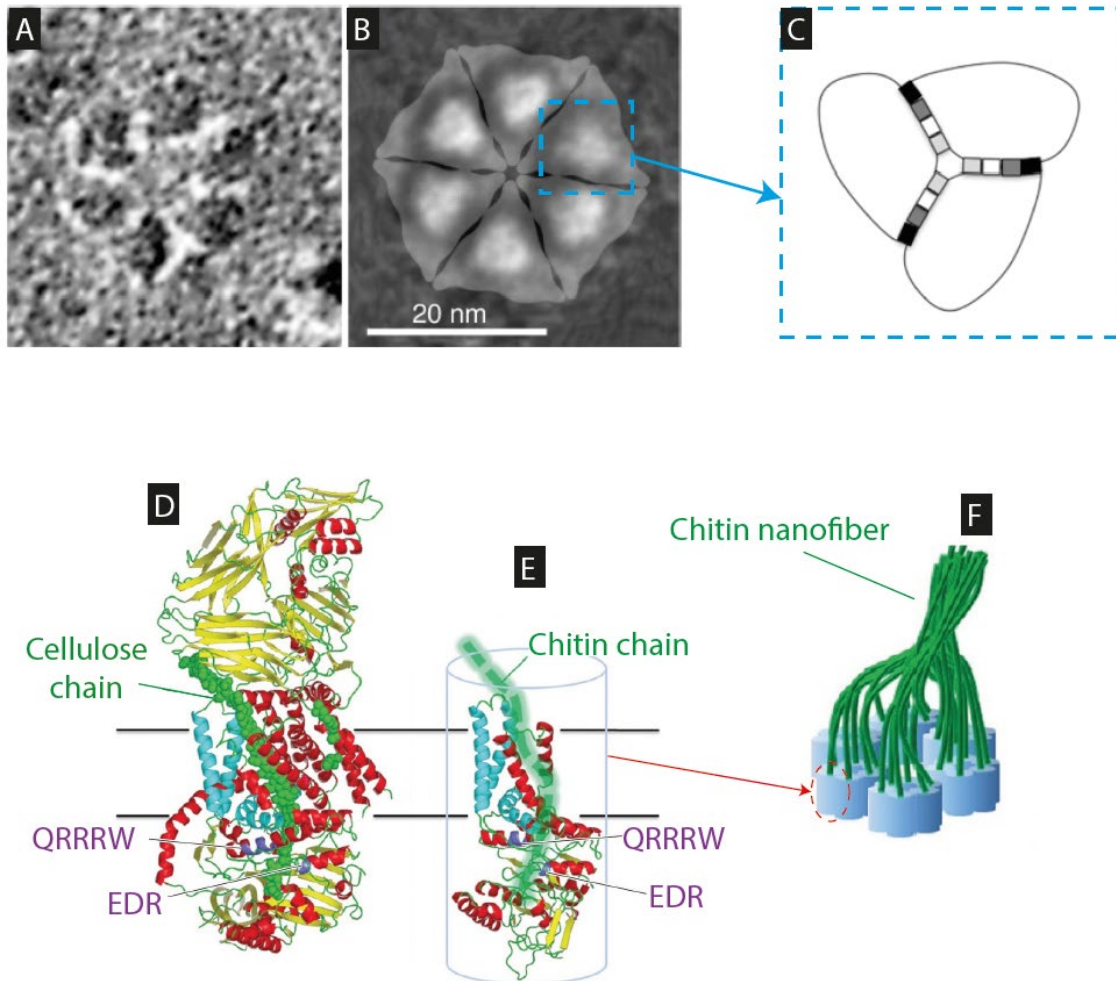 A
B
C
20 nm
D
E
F
Chitin nanofiber
Cellulose
chain
Chitin chain
QRRRW
QRRRW
EDR
EDR